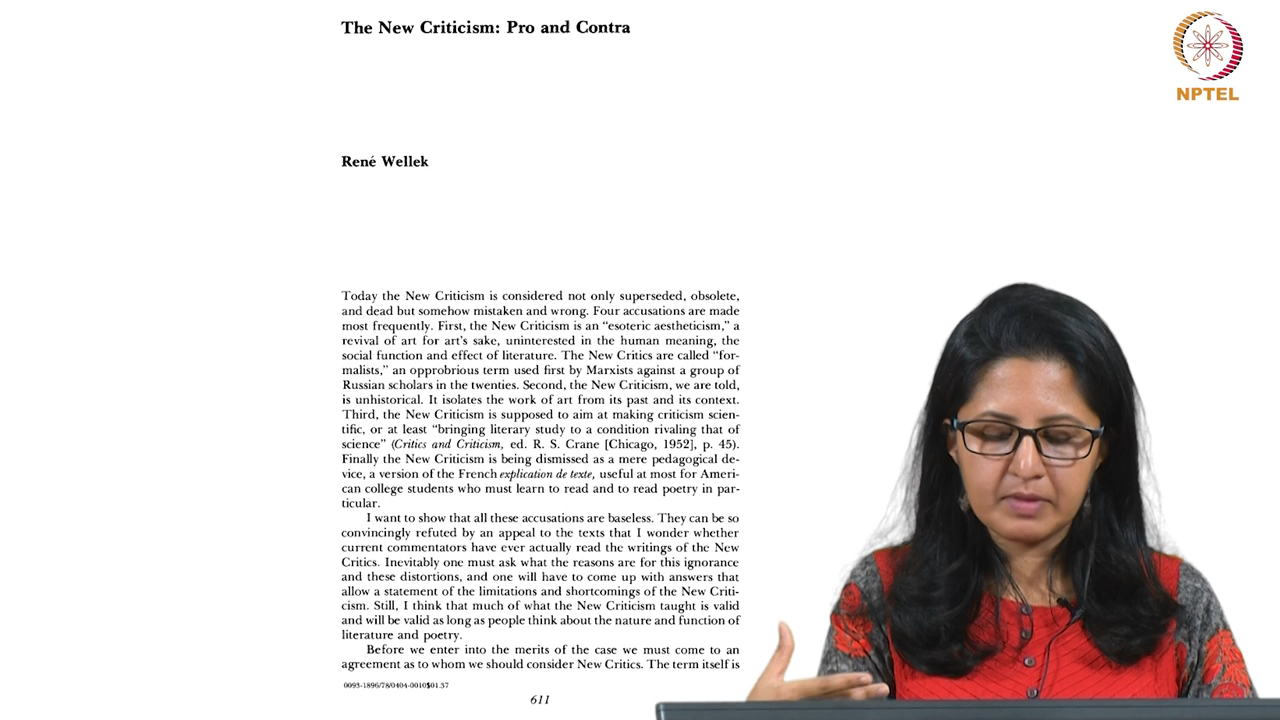 The New Criticism: Pro and Contra
NPTEL
René Wellek
Today the New Criticism is considered not only superseded, obsolete,
and dead but somehow mistaken and wrong. Four accusations are made
most frequently. First, the New Criticism is an “esoteric aestheticism,” a
revival of art for art's sake, uninterested in the human meaning, the
social function and effect of literature. The New Critics are called “for-
malists,” an opprobrious term used first by Marxists against a group of
Russian scholars in the twenties. Second, the New Criticism, we are told,
is unhistorical. It isolates the work of art from its past and its context.
Third, the New Criticism is supposed to aim at making criticism scien-
tific, or at least “bringing literary study to a condition rivaling that of
science” (Critics and Criticism, ed. R. S. Crane [Chicago, 1952], p. 45).
Finally the New Criticism is being dismissed as a mere pedagogical de-
vice, a version of the French explication de texte, useful at most for Ameri-
can college students who must learn to read and to read poetry in par-
ticular.
I want to show that all these accusations are baseless. They can be so
convincingly refuted by an appeal to the texts that I wonder whether
current commentators have ever actually read the writings of the New
Critics. Inevitably one must ask what the reasons are for this ignorance
and these distortions, and one will have to come up with answers that
allow a statement of the limitations and shortcomings of the New Criti-
cism. Still, I think that much of what the New Criticism taught is valid
and will be valid as long as people think about the nature and function of
literature and poetry.
Before we enter into the merits of the case we must come to an
agreement as to whom we should consider New Critics. The term itself is
0093-1896/78/0404-0010$01.57
611